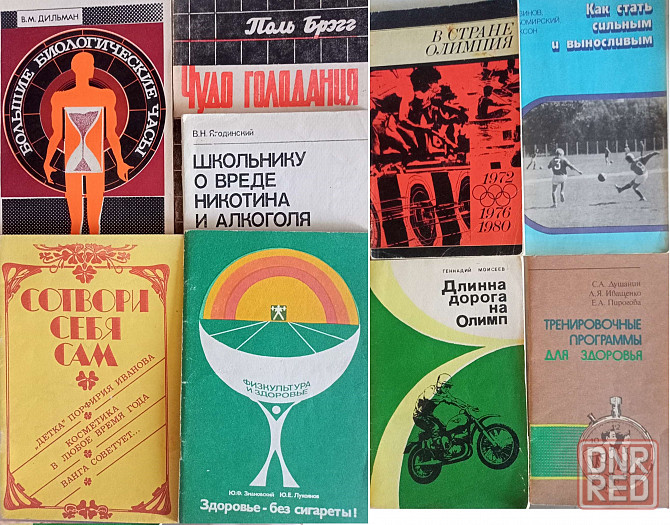 В.М. ДИЛЬМАН
БОЛЬШИЕ БИОЛОГИЧЕСКИЕ ЧАСЫ
Поль Брэгг
Чудо голодания
В.Н. Ягодинский
ШКОЛЬНИКУ
О ВРЕДЕ
НИКОТИНА
И АЛКОГОЛЯ
В СТРАНЕ
ОЛИМПИЯ
1972
1976
1980
Как стать
сильным
и выносливым
3
СОТВОРИ
СЕБЯ
САМ
"ДЕТКА" ПОРФИРИЯ ИВАНОВА
КОСМЕТИКА
В ЛЮБОЕ ВРЕМЯ ГОДА
ВАНГА СОВЕТУЕТ...
ФИЗКУЛЬТУРА
И ЗДОРОВЬЕ
Ю.Ф. Змановский Ю.Е. Лукоянов
Здоровье - без сигареты!
ГЕННАДИЙ МОИСЕЕВ
Длинна
дорога
на
Олимп
С.А. Душанин
Л.Я. Иващенко
Е.А. Пирогова
ТРЕНИРОВОЧНЫЕ
ПРОГРАММЫ
ДЛЯ ЗДОРОВЬЯ
DNR
RED